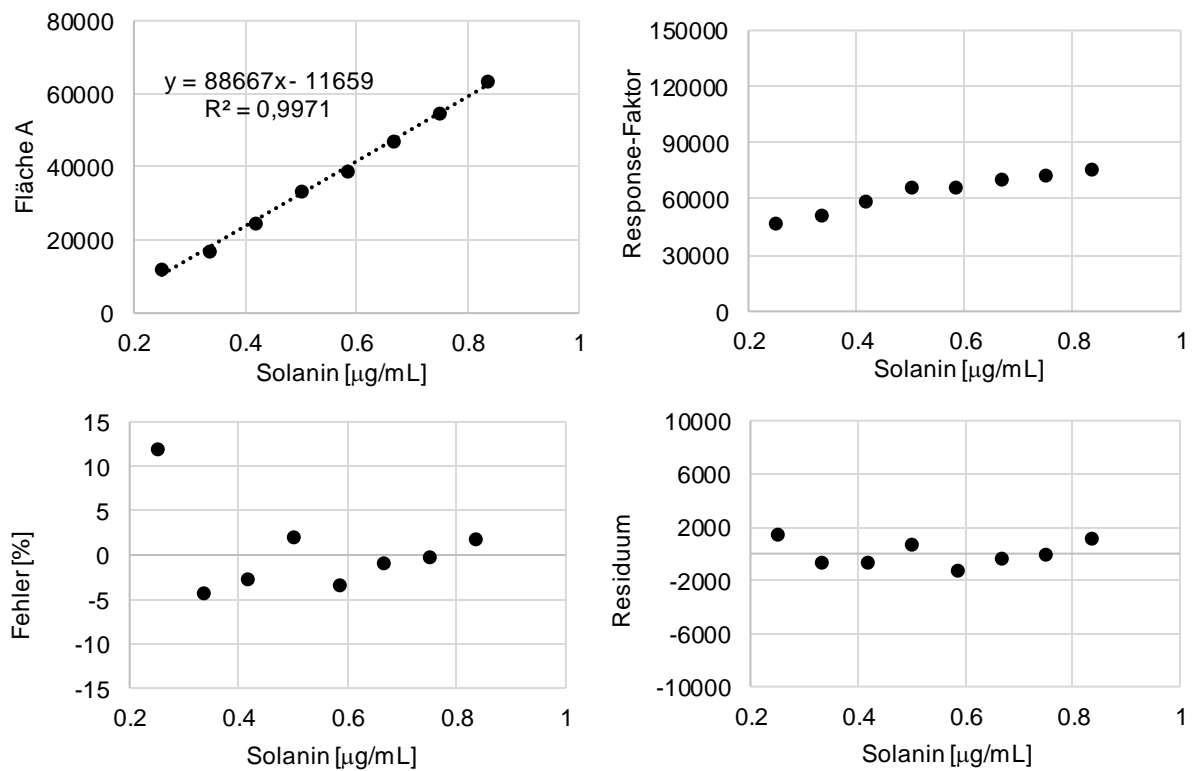 80000
60000
40000
20000
0
Fläche A
y = 88667x - 11659
R² = 0,9971
0.2 0.4 0.6 0.8 1
Solanin [μg/mL]
150000
120000
90000
60000
30000
0
Response-Faktor
0.2 0.4 0.6 0.8 1
Solanin [μg/mL]
15
10
5
0
-5
-10
-15
Fehler [%]
0.2 0.4 0.6 0.8 1
Solanin [μg/mL]
10000
6000
2000
-2000
-6000
-10000
Residuum
0.2 0.4 0.6 0.8 1
Solanin [μg/mL]